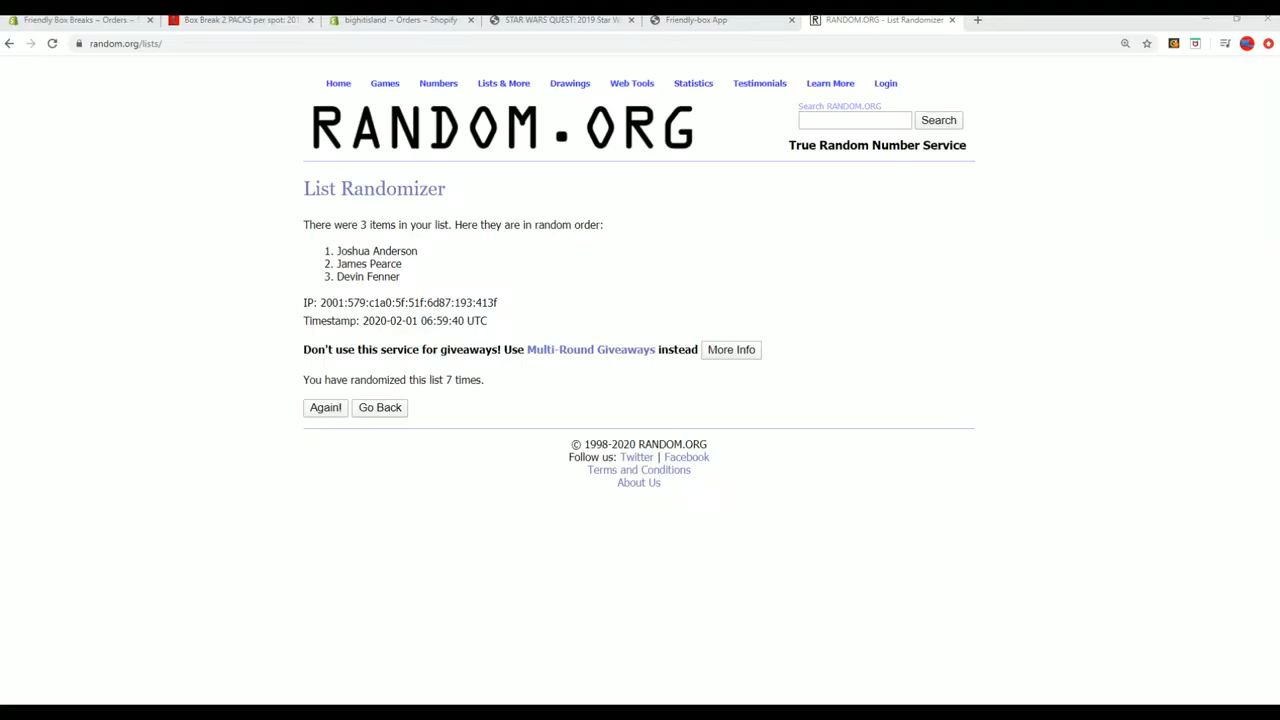 Friendly Box Breaks ~ Orders ~
Box Break 2 PACKS per spot: 201
bighitisland ~ Orders ~ Shopify
STAR WARS QUEST: 2019 Star W
Friendly-box App
RANDOM.ORG - List Randomizer
random.org/lists/
Home Games Numbers Lists & More Drawings Web Tools Statistics Testimonials Learn More Login
RANDOM.ORG
Search RANDOM.ORG
Search
True Random Number Service
List Randomizer
There were 3 items in your list. Here they are in random order:
1. Joshua Anderson
2. James Pearce
3. Devin Fenner
IP: 2001:579:c1a0:5f:51f:6d87:193:413f
Timestamp: 2020-02-01 06:59:40 UTC
Don't use this service for giveaways! Use Multi-Round Giveaways instead More Info
You have randomized this list 7 times.
Again! Go Back
© 1998-2020 RANDOM.ORG
Follow us: Twitter | Facebook
Terms and Conditions
About Us